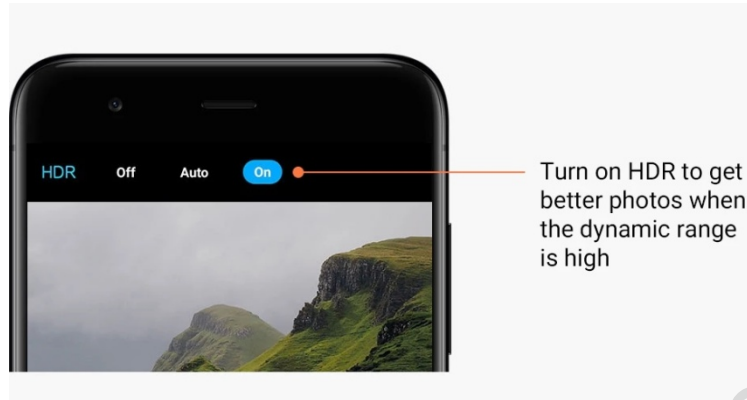 HDR Off Auto On
Turn on HDR to get
better photos when
the dynamic range
is high